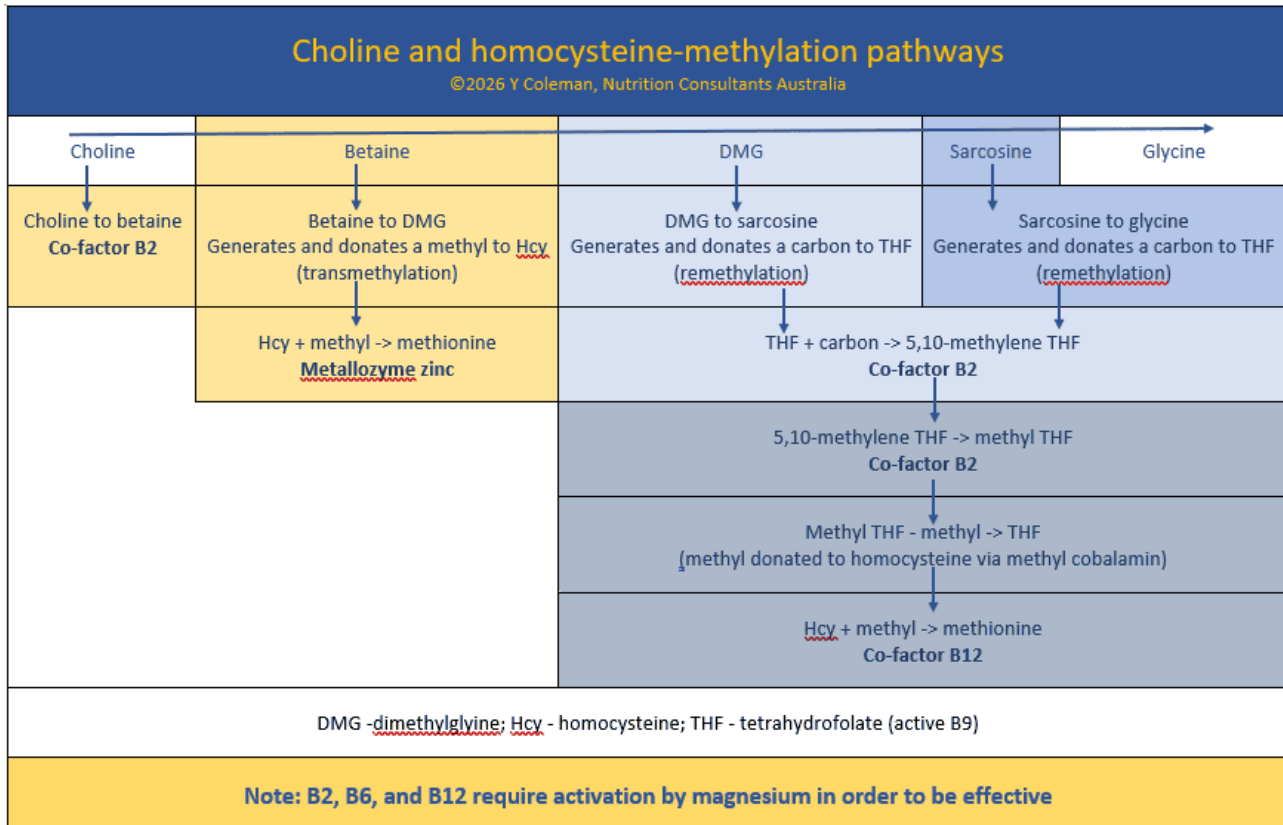 Choline and homocysteine-methylation pathways
©2026 Y Coleman, Nutrition Consultants Australia
Choline
Betaine
DMG
Sarcosine
Glycine
Choline to betaine
Co-factor B2
Betaine to DMG
Generates and donates a methyl to Hcy
(transmethylation)
DMG to sarcosine
Generates and donates a carbon to THF
(remethylation)
Sarcosine to glycine
Generates and donates a carbon to THF
(remethylation)
Hcy + methyl -> methionine
Metallozyme zinc
THF + carbon -> 5,10-methylene THF
Co-factor B2
5,10-methylene THF -> methyl THF
Co-factor B2
Methyl THF - methyl -> THF
(methyl donated to homocysteine via methyl cobalamin)
Hcy + methyl -> methionine
Co-factor B12
DMG -dimethylglyine; Hcy - homocysteine; THF - tetrahydrofolate (active B9)
Note: B2, B6, and B12 require activation by magnesium in order to be effective